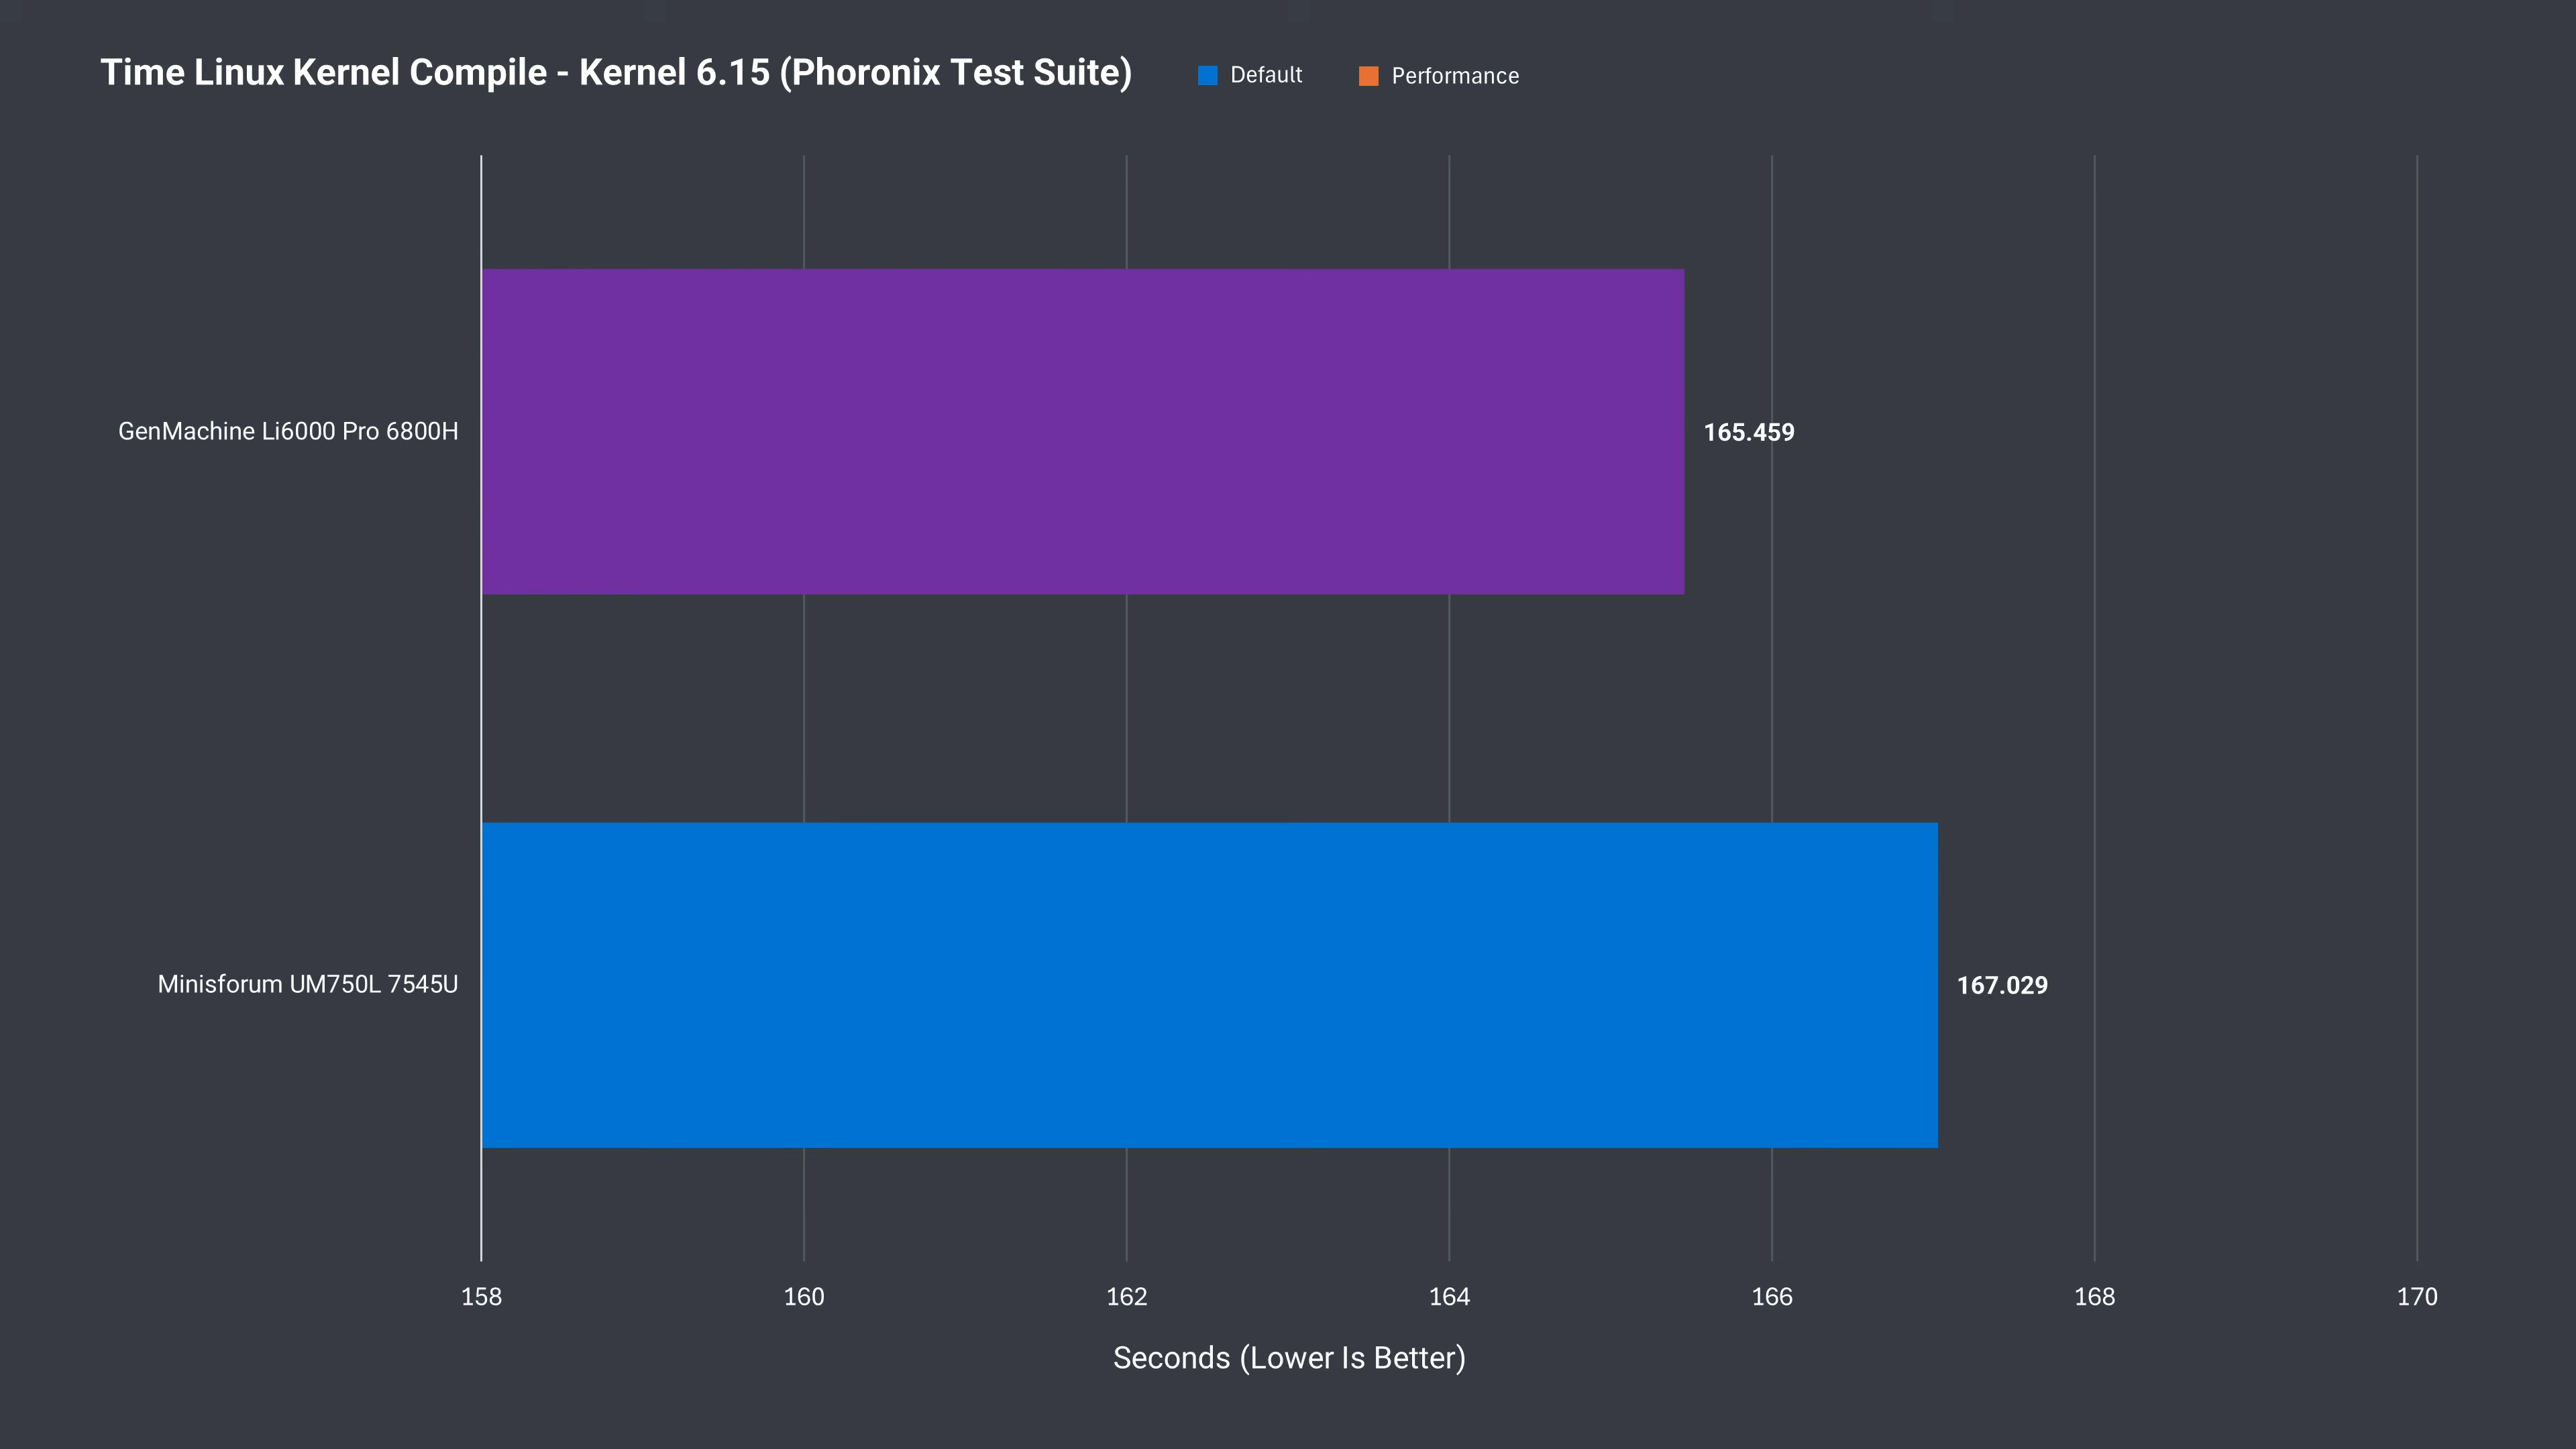 Time Linux Kernel Compile - Kernel 6.15 (Phoronix Test Suite)
Default
Performance
GenMachine Li6000 Pro 6800H
165.459
Minisforum UM750L 7545U
167.029
158 160 162 164 166 168 170
Seconds (Lower Is Better)